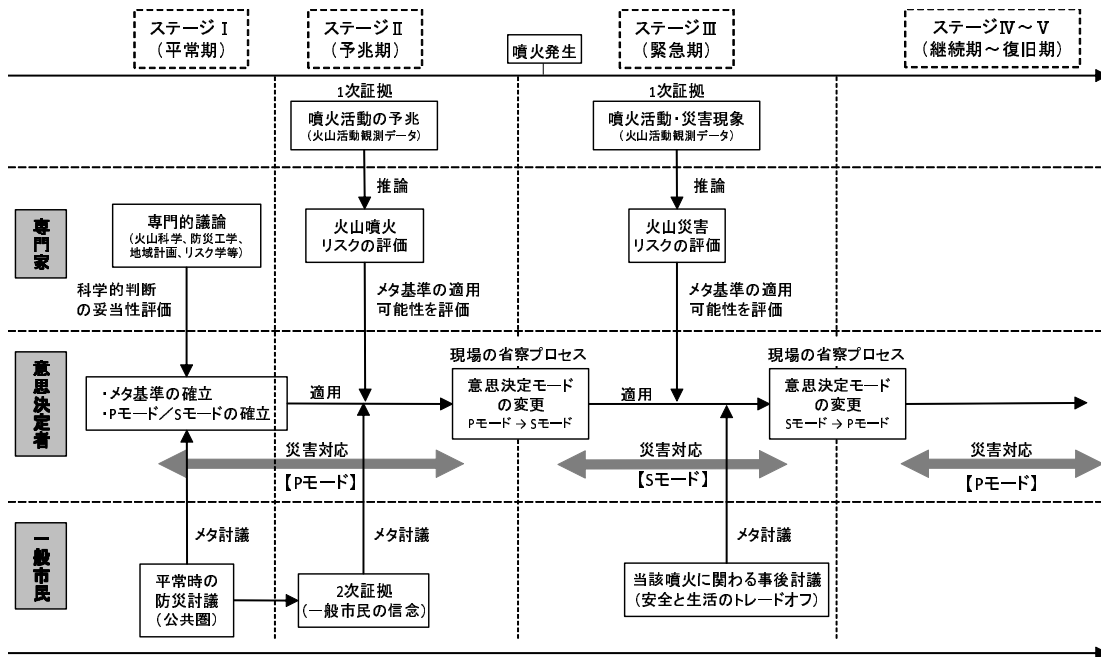 ステージⅠ
(平常期)
ステージⅡ
(予兆期)
噴火発生
ステージⅢ
(緊急期)
ステージⅣ～Ⅴ
(継続期～復旧期)
1次証拠
噴火活動の予兆
(火山活動観測データ)
1次証拠
噴火活動・災害現象
(火山活動観測データ)
推論
推論
専門家
専門的議論
(火山科学、防災工学、
地域計画、リスク学等)
火山噴火
リスクの評価
火山災害
リスクの評価
科学的判断
の妥当性評価
メタ基準の適用
可能性を評価
メタ基準の適用
可能性を評価
意思決定者
・メタ基準の確立
・Pモード／Sモードの確立
適用
現場の省察プロセス
意思決定モード
の変更
Pモード→Sモード
適用
現場の省察プロセス
意思決定モード
の変更
Sモード→Pモード
災害対応
【Pモード】
災害対応
【Sモード】
災害対応
【Pモード】
一般市民
メタ討議
メタ討議
メタ討議
平常時の
防災討議
(公共圏)
2次証拠
(一般市民の信念)
当該噴火に関わる事後討議
(安全と生活のトレードオフ)